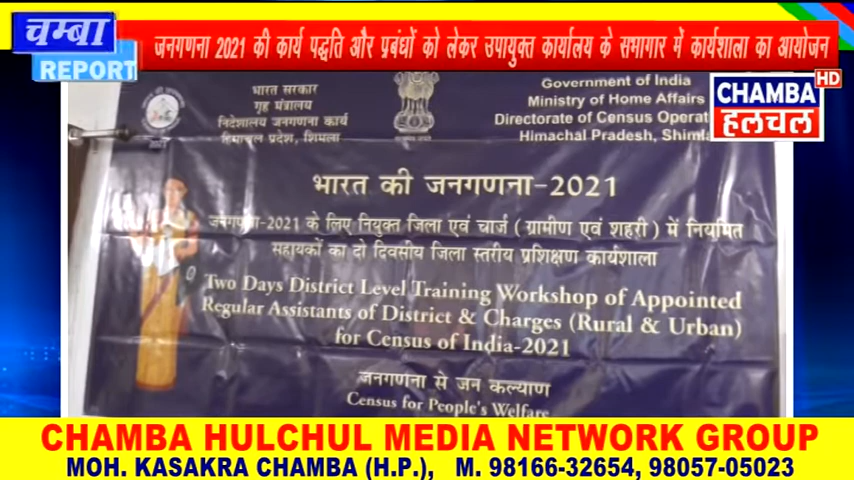 चम्बा
REPORT
जनगणना 2021 की कार्य पद्धति और प्रबंधों को लेकर उपायुक्त कार्यालय के सभागार में कार्यशाला का आयोजन
HD
CHAMBA
हलचल
भारत सरकार
गृह मंत्रालय
निदेशालय जनगणना कार्य
हिमाचल प्रदेश, शिमला
Government of India
Ministry of Home Affairs
Directorate of Census
Himachal Pradesh,
भारत की जनगणना-2021
जनगणना-2021 के लिए नियुक्त जिला एवं चार्ज (ग्रामीण एवं शहरी) में नियमित
सहायकों का दो दिवसीय जिला स्तरीय प्रशिक्षण कार्यशाला
Two Days District Level Training Workshop of Appointed
Regular Assistants of District & Charges (Rural & Urban)
for Census of India-2021
जनगणना से जन कल्याण
Census for People's Welfare
CHAMBA HULCHUL MEDIA NETWORK GROUP
MOH. KASAKRA CHAMBA (H.P.), M. 98166-32654, 98057-05023